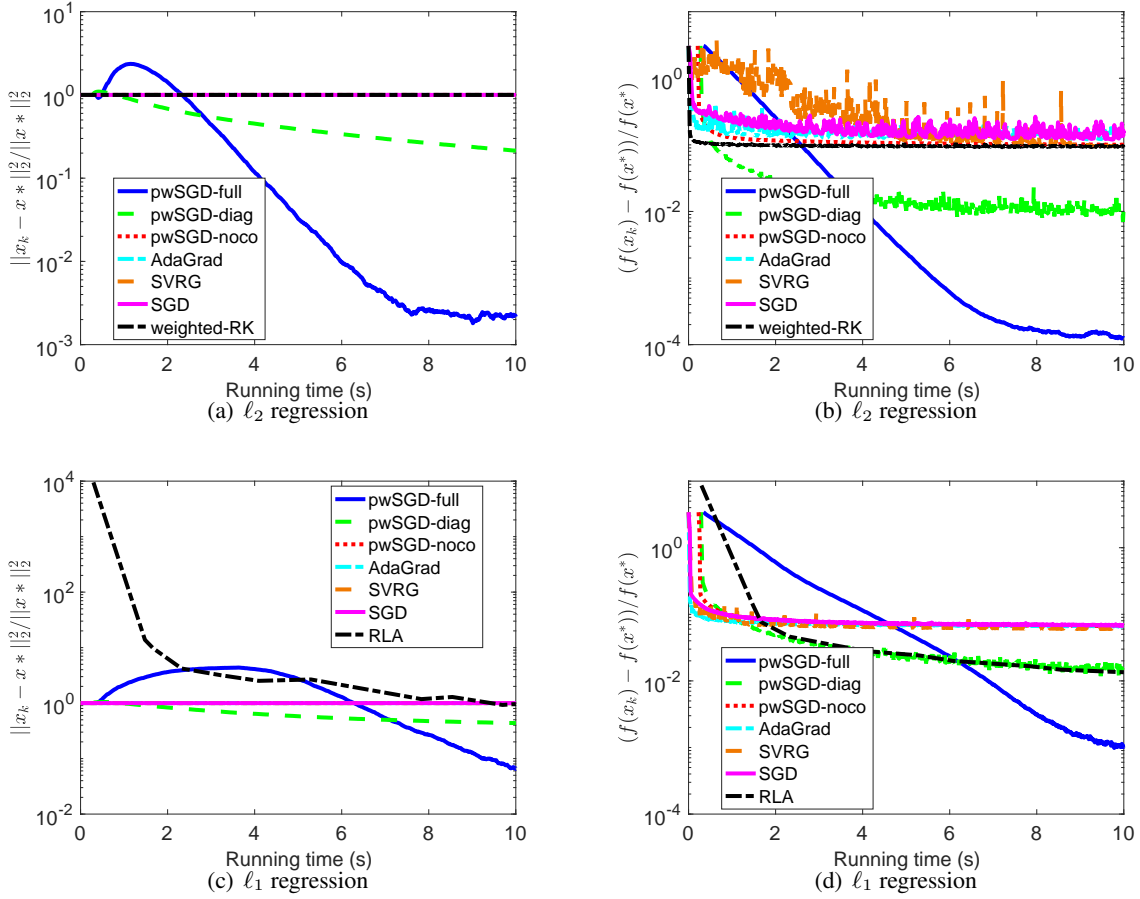 10^1
10^0
10^-1
10^-2
10^-3
||x_k − x*||_2^2/||x*||_2^2
pwSGD-full
pwSGD-diag
pwSGD-noco
AdaGrad
SVRG
SGD
weighted-RK
0 2 4 6 8 10
Running time (s)
(a) ℓ_2 regression
10^0
10^-2
10^-4
(f(x_k) − f(x^*))/f(x^*)
pwSGD-full
pwSGD-diag
pwSGD-noco
AdaGrad
SVRG
SGD
weighted-RK
0 2 4 6 8 10
Running time (s)
(b) ℓ_2 regression
10^4
10^2
10^0
10^-2
||x_k − x*||_2^2/||x*||_2^2
pwSGD-full
pwSGD-diag
pwSGD-noco
AdaGrad
SVRG
SGD
RLA
0 2 4 6 8 10
Running time (s)
(c) ℓ_1 regression
10^0
10^-2
10^-4
(f(x_k) − f(x^*))/f(x^*)
pwSGD-full
pwSGD-diag
pwSGD-noco
AdaGrad
SVRG
SGD
RLA
0 2 4 6 8 10
Running time (s)
(d) ℓ_1 regression